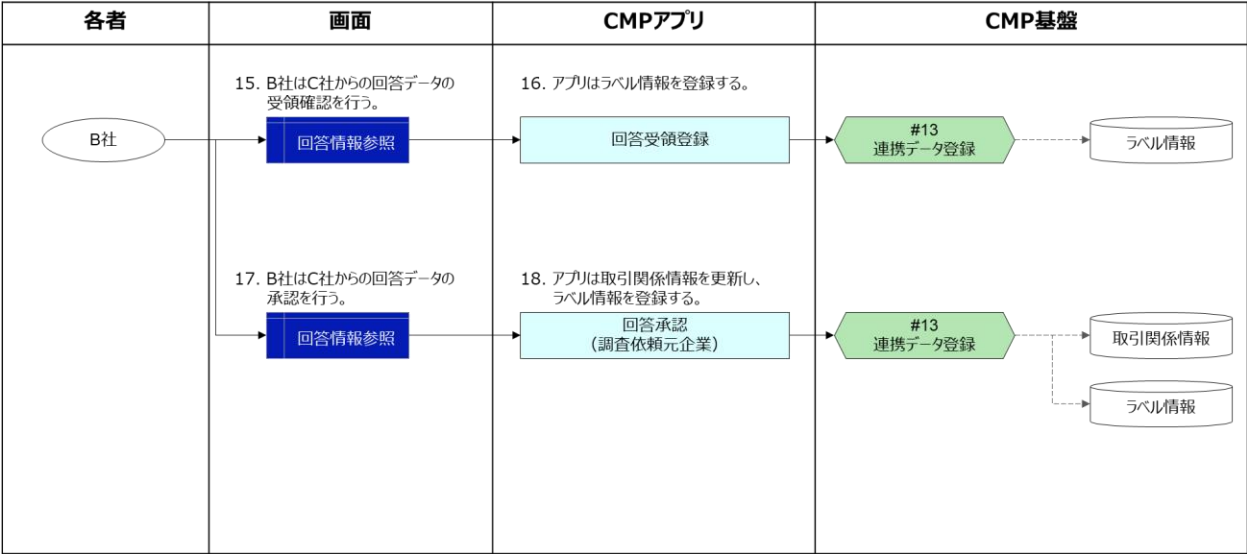 各者
画面
CMPアプリ
CMP基盤
15. B社はC社からの回答データの
受領確認を行う。
16. アプリはラベル情報を登録する。
B社
回答情報参照
回答受領登録
#13
連携データ登録
ラベル情報
17. B社はC社からの回答データの
承認を行う。
18. アプリは取引関係情報を更新し、
ラベル情報を登録する。
回答情報参照
回答承認
(調査依頼元企業)
#13
連携データ登録
取引関係情報
ラベル情報